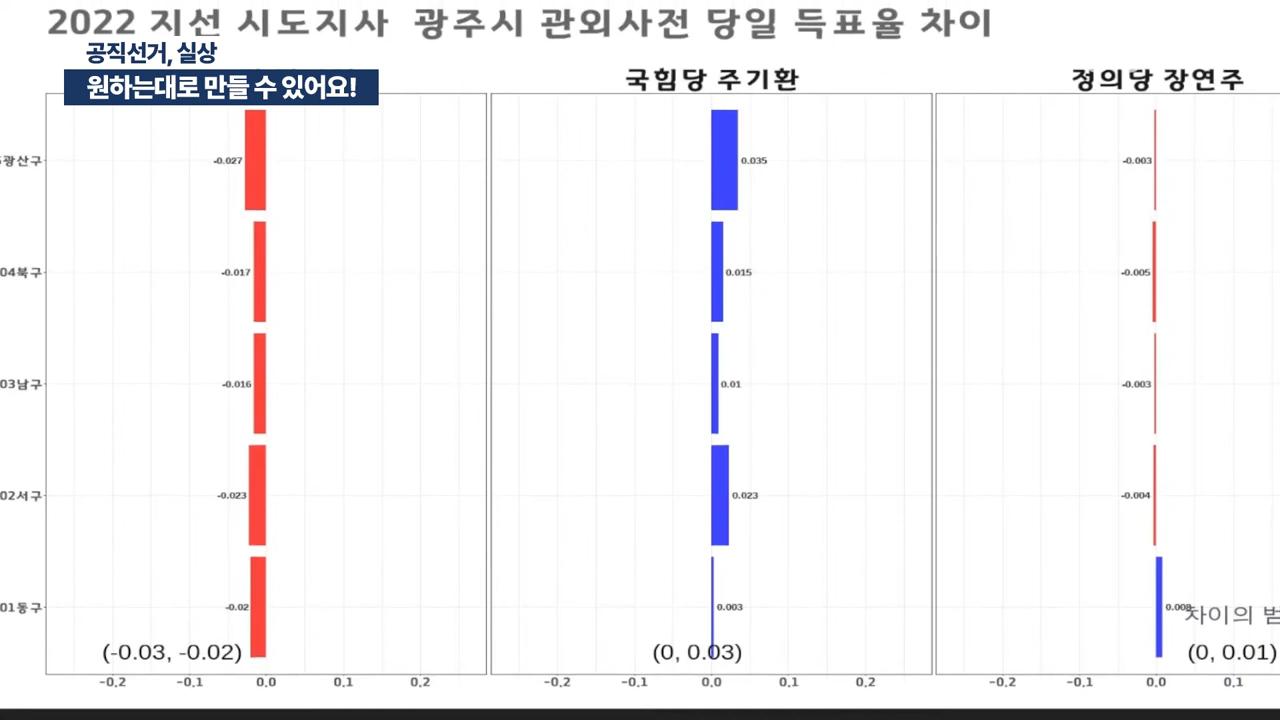 2022 지선 시도지사 광주시 관외사전 당일 득표율 차이
공직선거, 실상
원하는대로 만들 수 있어요!
국힘당 주기환
정의당 장연주
광산구
-0.027
0.035
-0.003
04북구
-0.017
0.015
-0.005
03남구
-0.016
0.01
-0.003
02서구
-0.023
0.023
-0.004
01동구
-0.02
0.003
0.008
차이의 범
(-0.03, -0.02)
(0, 0.03)
(0, 0.01)
-0.2 -0.1 0.0 0.1 0.2
-0.2 -0.1 0.0 0.1 0.2
-0.2 -0.1 0.0 0.1